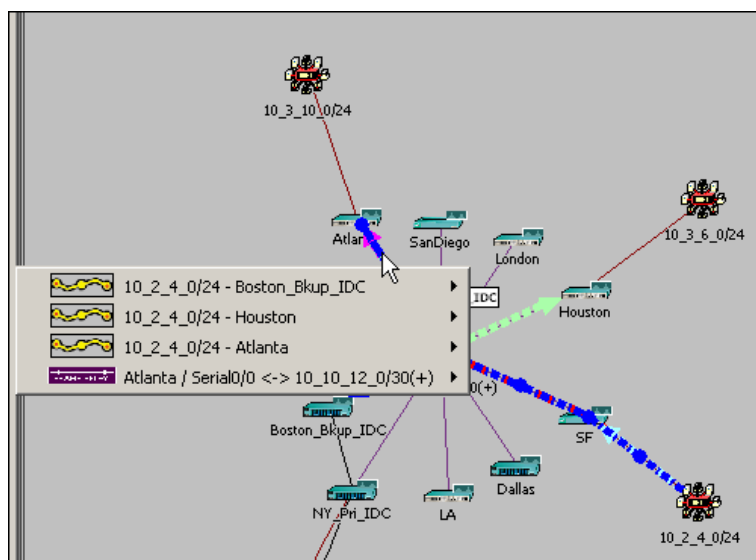 10_3_10_0/24
Atlan
SanDiego
London
10_3_6_0/24
_IDC
Houston
10_2_4_0/24 - Boston_Bkup_IDC
10_2_4_0/24 - Houston
10_2_4_0/24 - Atlanta
Atlanta / Serial0/0 <-> 10_10_12_0/30(+)
0(+)
Boston_Bkup_IDC
SF
NY_Pri_IDC
LA
Dallas
10_2_4_0/24